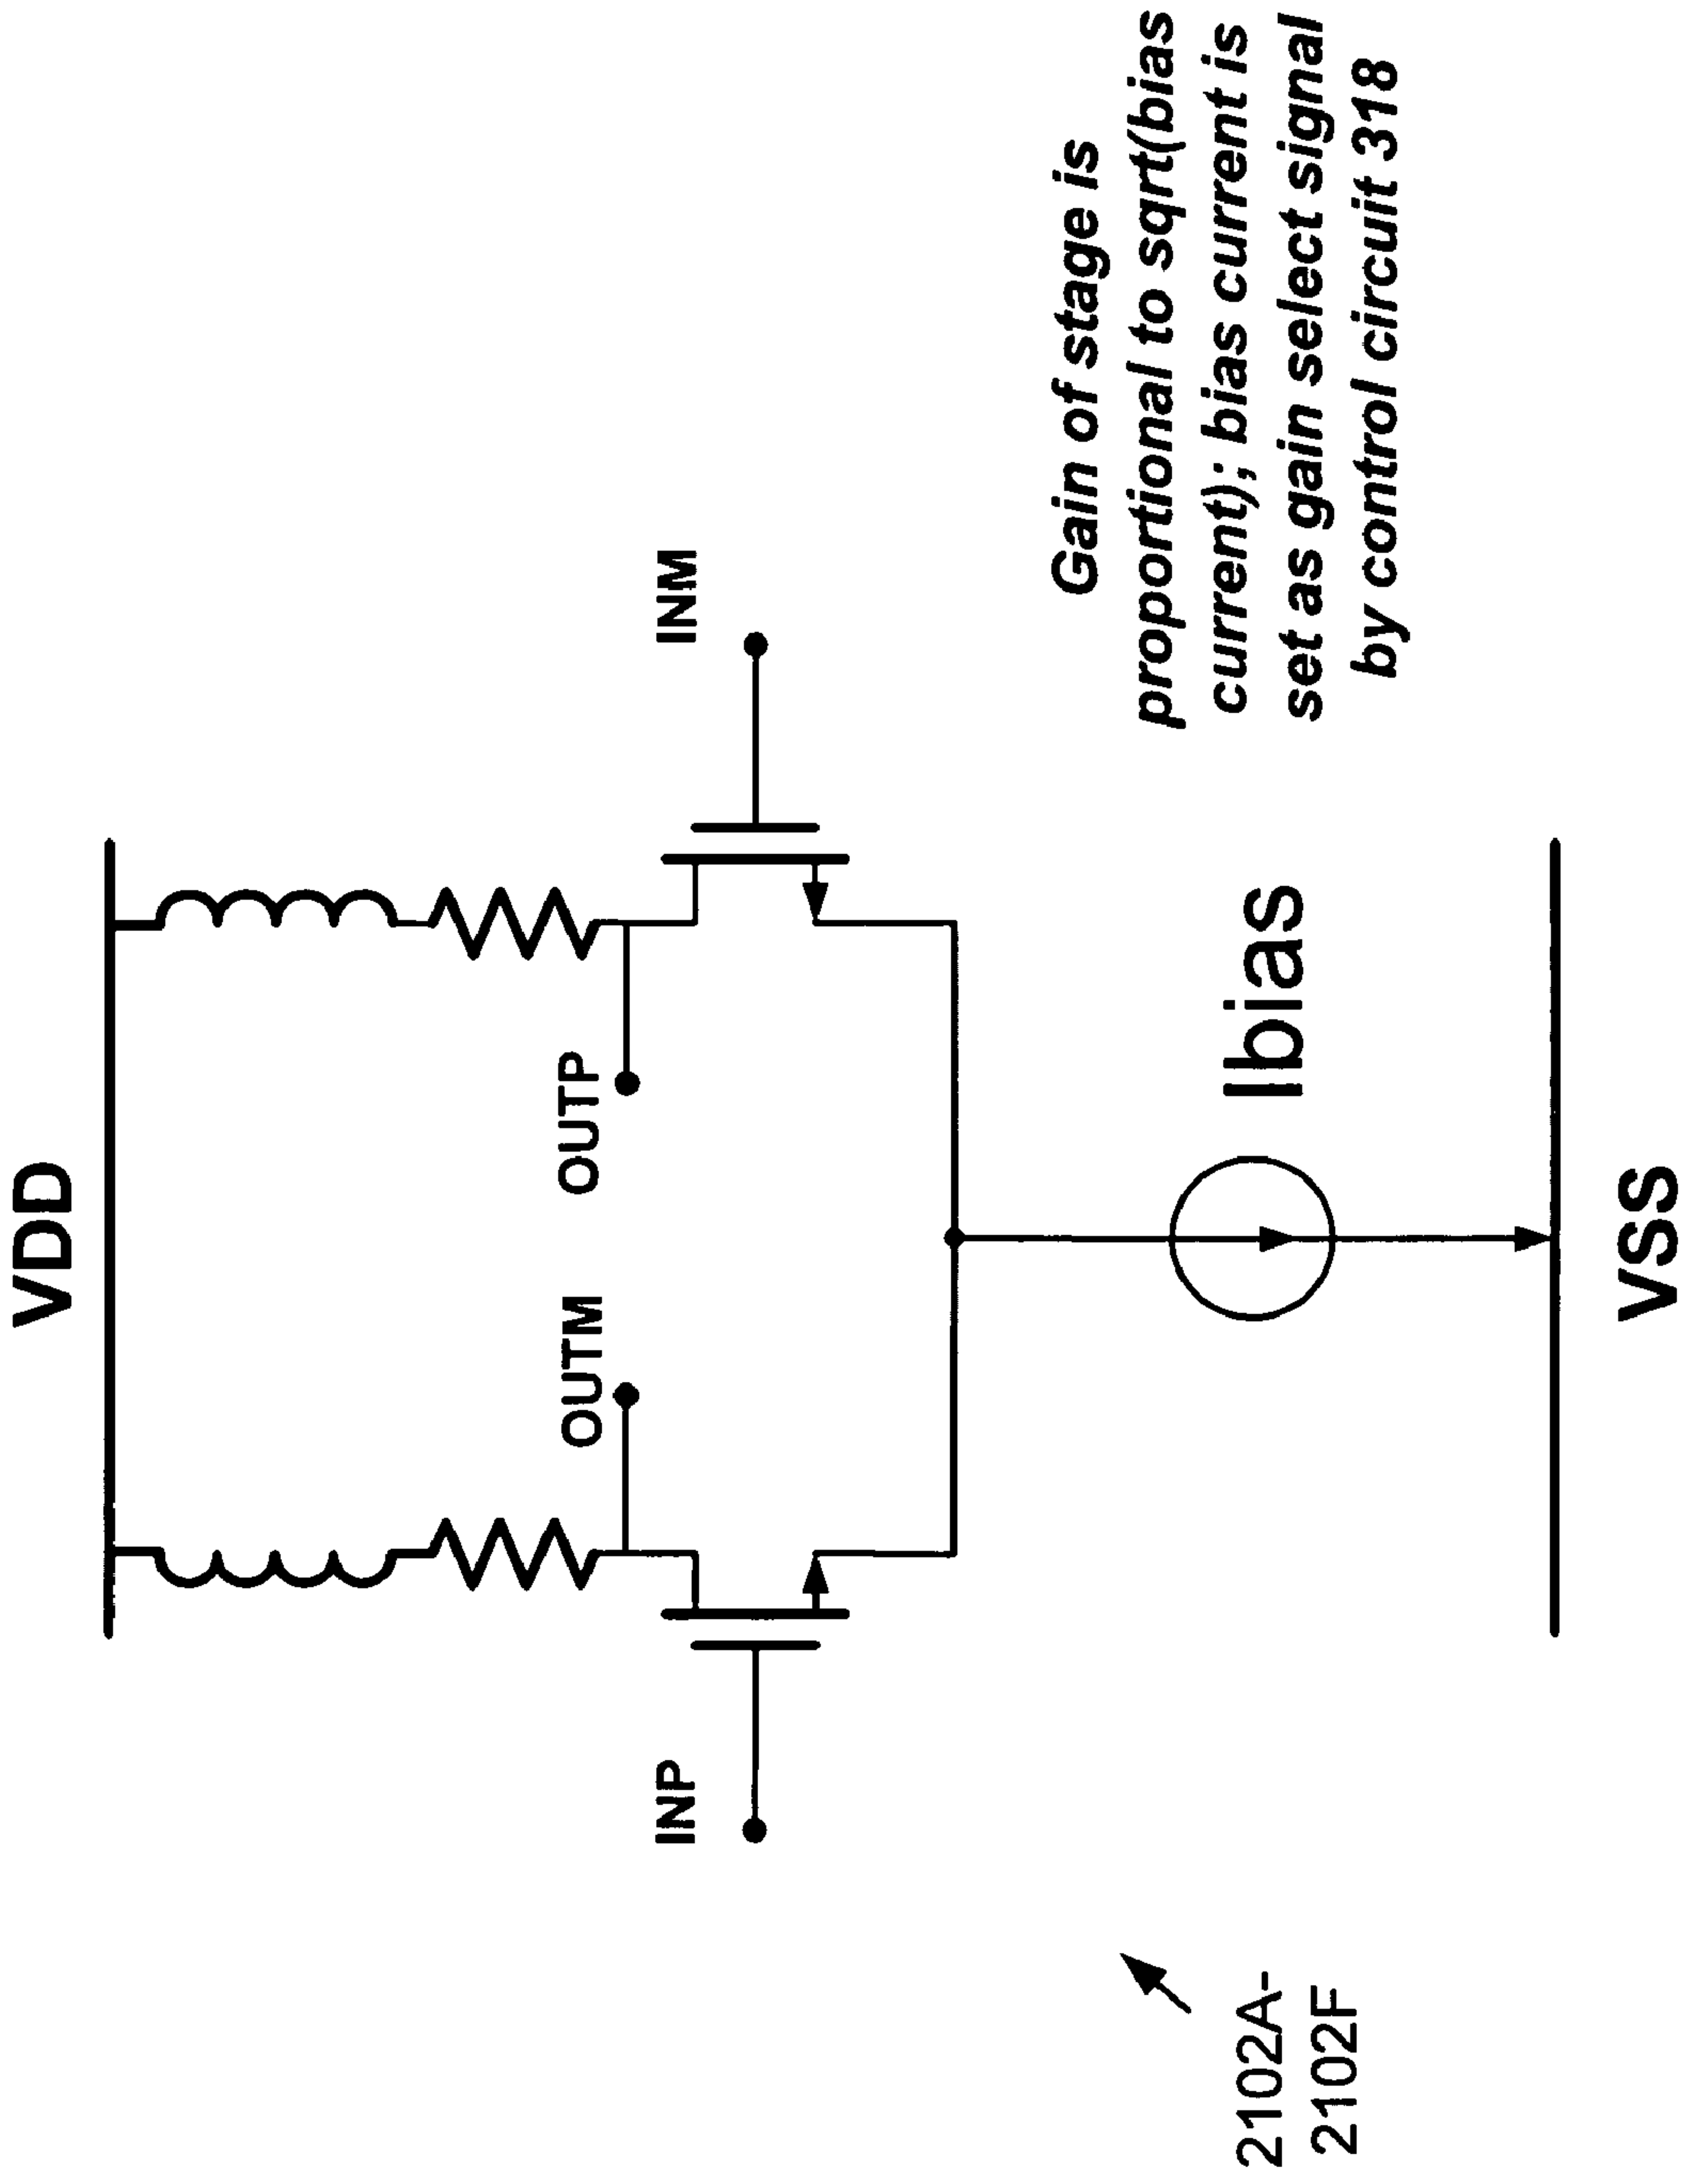 VDD
OUTM
OUTP
INP
INM
Ibias
VSS
Gain of stage is
proportional to sqrt(bias
current); bias current is
set as gain select signal
by control circuit 318
2102A-
2102F